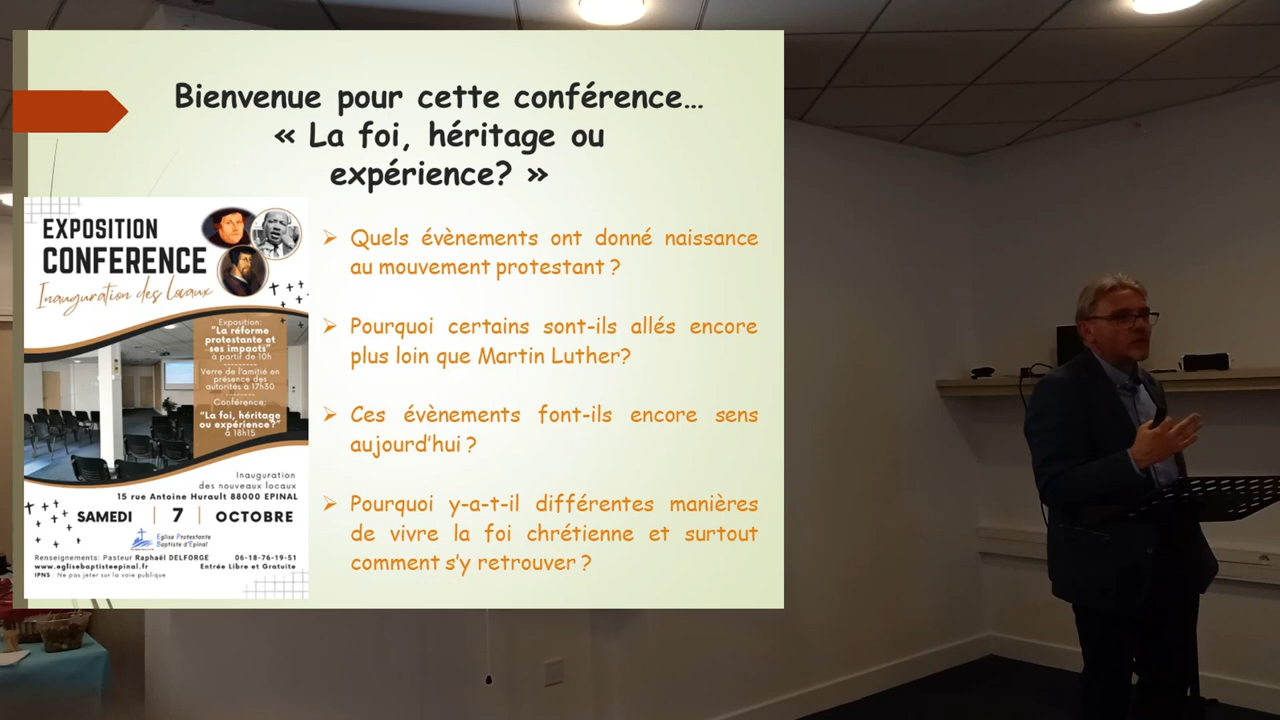 Bienvenue pour cette conférence...
« La foi, héritage ou
expérience? »
EXPOSITION
CONFERENCE
Inauguration des Locaux
Exposition:
"La réforme
protestante et
ses impacts"
à partir de 10h
Verre de l'amitié en
présence des
autorités à 17h30
Conférence:
"La foi, héritage
ou expérience?"
à 18h15
Inauguration
des nouveaux locaux
15 rue Antoine Hurault 88000 EPINAL
SAMEDI | 7 | OCTOBRE
Eglise Protestante
Baptiste d'Epinal
Renseignements: Pasteur Raphaël DELFORGE 06-18-76-19-51
www.eglisebaptisteepinal.fr Entrée Libre et Gratuite
IPNS : Ne pas jeter sur la voie publique
➢ Quels évènements ont donné naissance
au mouvement protestant ?
➢ Pourquoi certains sont-ils allés encore
plus loin que Martin Luther?
➢ Ces évènements font-ils encore sens
aujourd'hui ?
➢ Pourquoi y-a-t-il différentes manières
de vivre la foi chrétienne et surtout
comment s'y retrouver ?